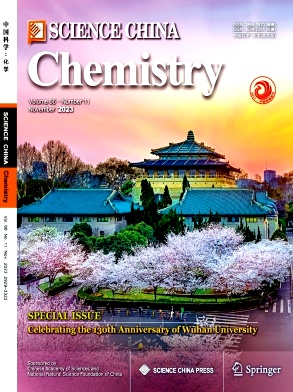 SCIENCE CHINA
Chemistry
Volume 66 · Number 11
November 2023
中国科学：化学
SCIENCE CHINA
Chemistry
SPECIAL ISSUE
Celebrating the 130th Anniversary of Wuhan University
Sponsored by
Chinese Academy of Sciences and
National Natural Science Foundation of China
SCIENCE CHINA PRESS
Springer